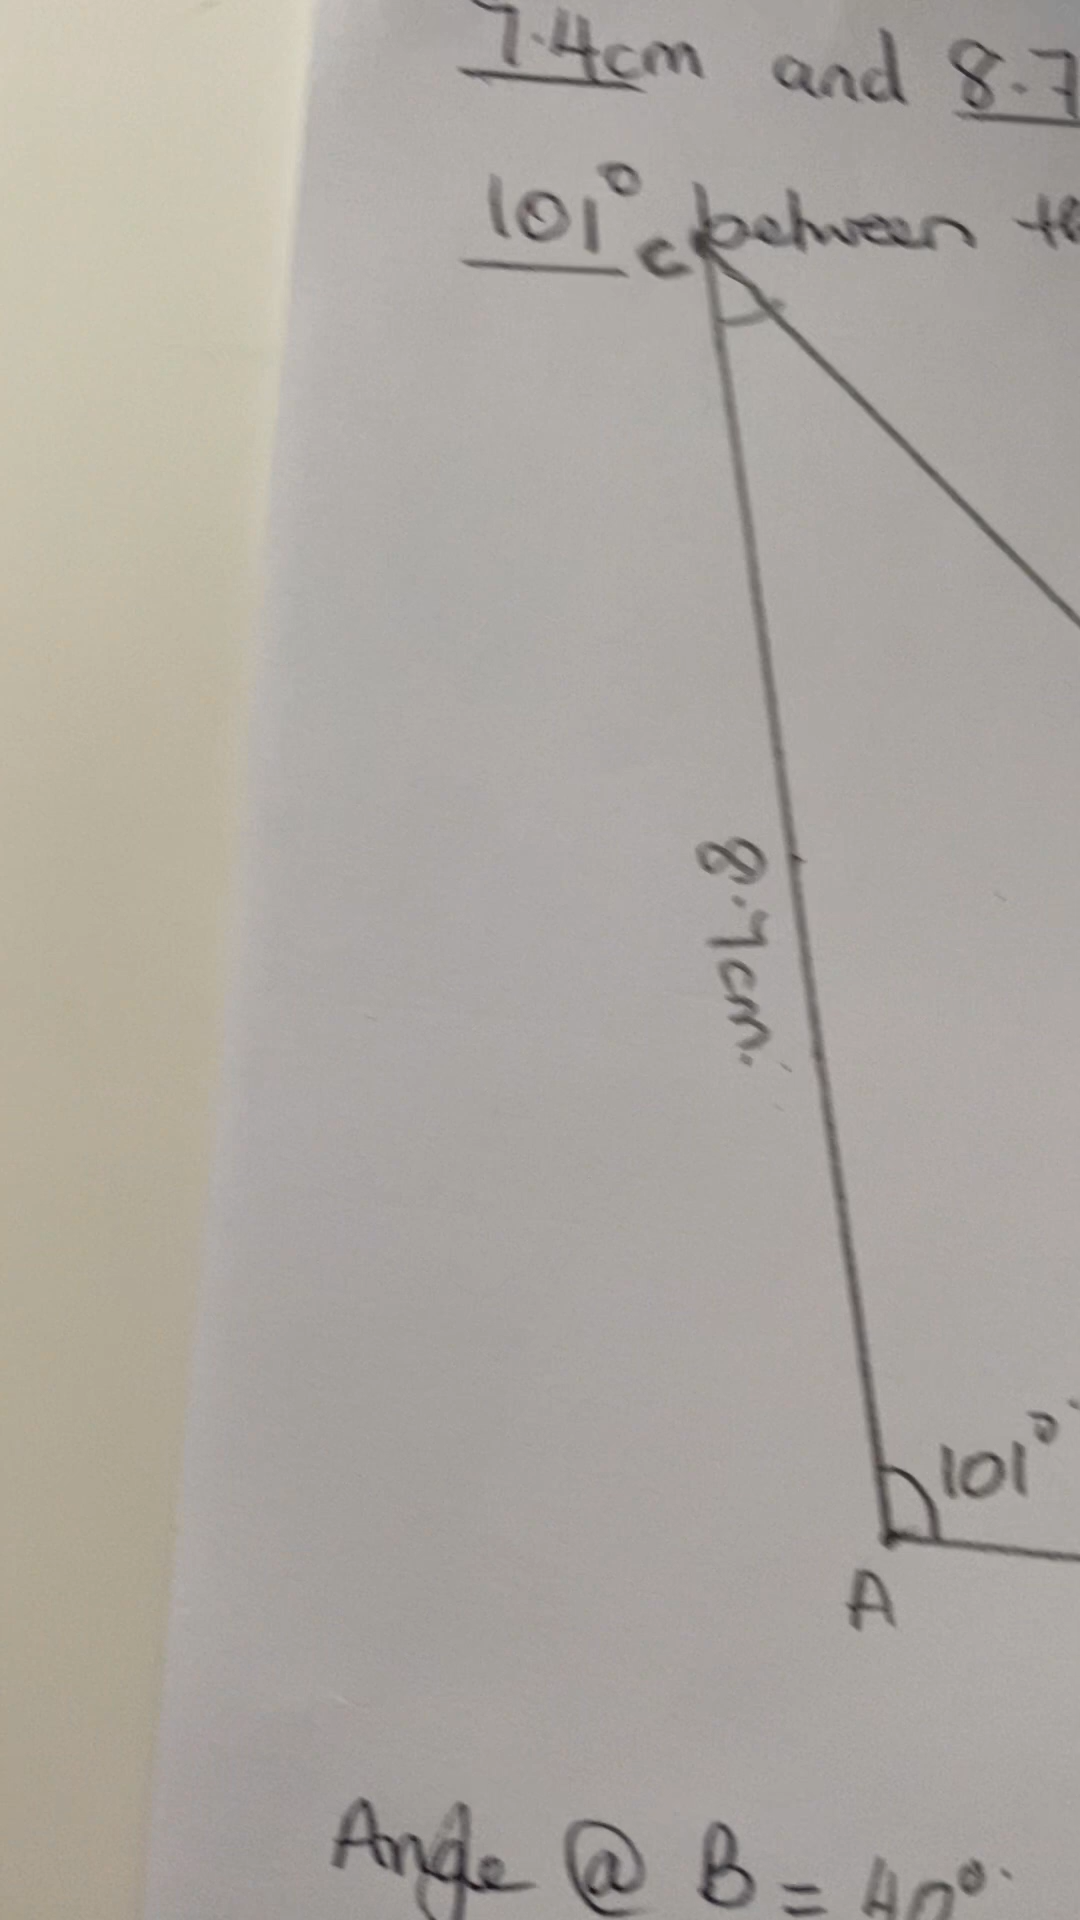 7.4cm and 8.7
101° between
C
8.7cm.
101°
A
Angle @ B = 40°.